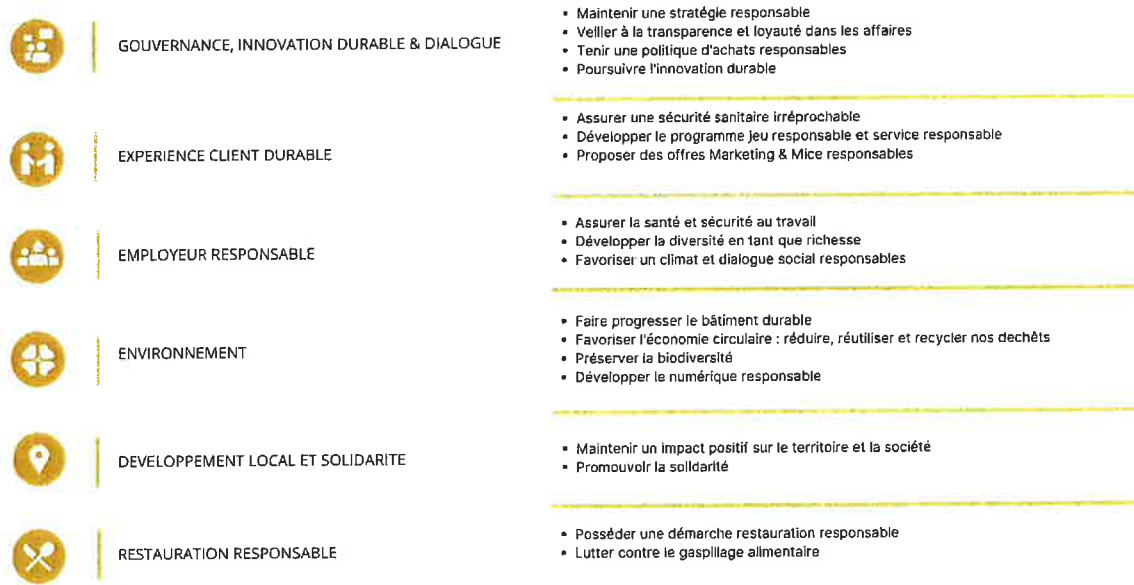 GOUVERNANCE, INNOVATION DURABLE & DIALOGUE
• Maintenir une stratégie responsable
• Veiller à la transparence et loyauté dans les affaires
• Tenir une politique d'achats responsables
• Poursuivre l'innovation durable
EXPERIENCE CLIENT DURABLE
• Assurer une sécurité sanitaire irréprochable
• Développer le programme jeu responsable et service responsable
• Proposer des offres Marketing & Mice responsables
EMPLOYEUR RESPONSABLE
• Assurer la santé et sécurité au travail
• Développer la diversité en tant que richesse
• Favoriser un climat et dialogue social responsables
ENVIRONNEMENT
• Faire progresser le bâtiment durable
• Favoriser l'économie circulaire : réduire, réutiliser et recycler nos dechêts
• Préserver la biodiversité
• Développer le numérique responsable
DEVELOPPEMENT LOCAL ET SOLIDARITE
• Maintenir un impact positif sur le territoire et la société
• Promouvoir la solidarité
RESTAURATION RESPONSABLE
• Posséder une démarche restauration responsable
• Lutter contre le gaspillage alimentaire